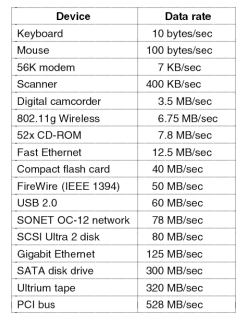 Device Data rate
Keyboard 10 bytes/sec
Mouse 100 bytes/sec
56K modem 7 KB/sec
Scanner 400 KB/sec
Digital camcorder 3.5 MB/sec
802.11g Wireless 6.75 MB/sec
52x CD-ROM 7.8 MB/sec
Fast Ethernet 12.5 MB/sec
Compact flash card 40 MB/sec
FireWire (IEEE 1394) 50 MB/sec
USB 2.0 60 MB/sec
SONET OC-12 network 78 MB/sec
SCSI Ultra 2 disk 80 MB/sec
Gigabit Ethernet 125 MB/sec
SATA disk drive 300 MB/sec
Ultrium tape 320 MB/sec
PCI bus 528 MB/sec